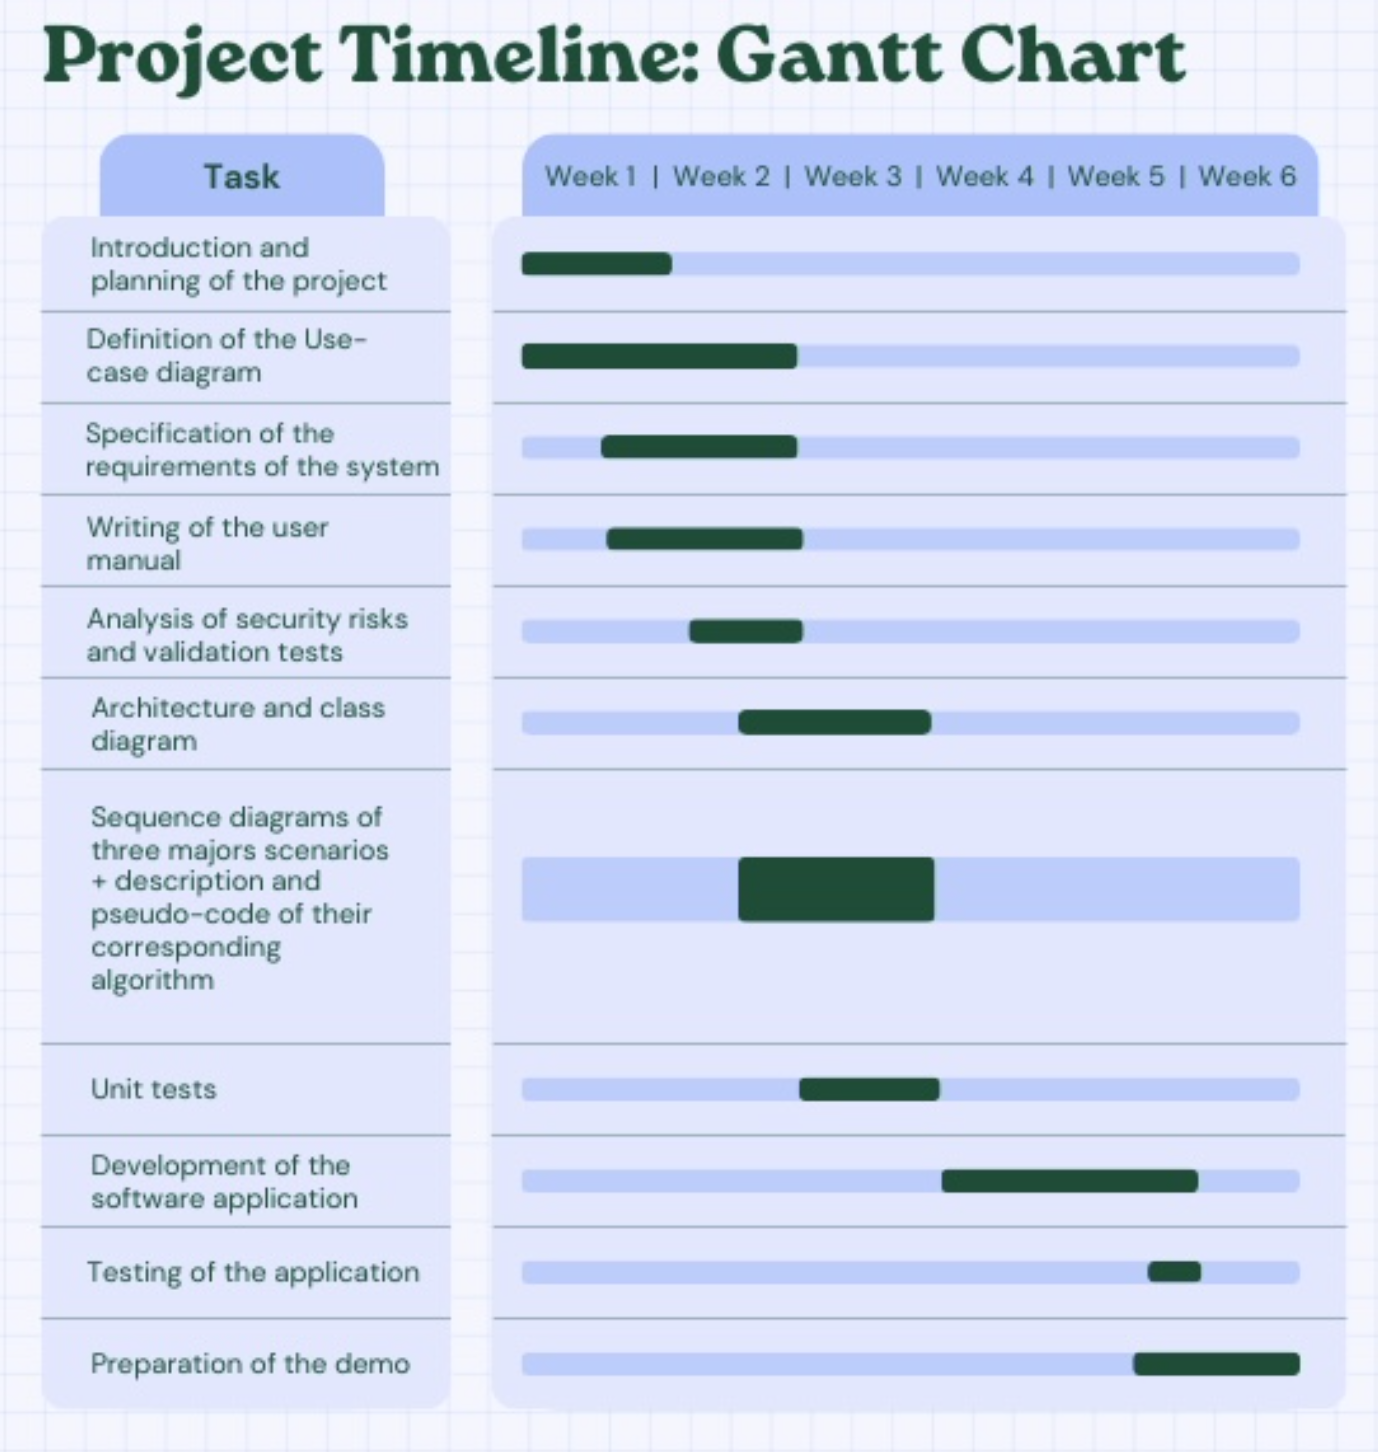 Project Timeline: Gantt Chart
Task
Week 1 | Week 2 | Week 3 | Week 4 | Week 5 | Week 6
Introduction and
planning of the project
Definition of the Use-
case diagram
Specification of the
requirements of the system
Writing of the user
manual
Analysis of security risks
and validation tests
Architecture and class
diagram
Sequence diagrams of
three majors scenarios
+ description and
pseudo-code of their
corresponding
algorithm
Unit tests
Development of the
software application
Testing of the application
Preparation of the demo